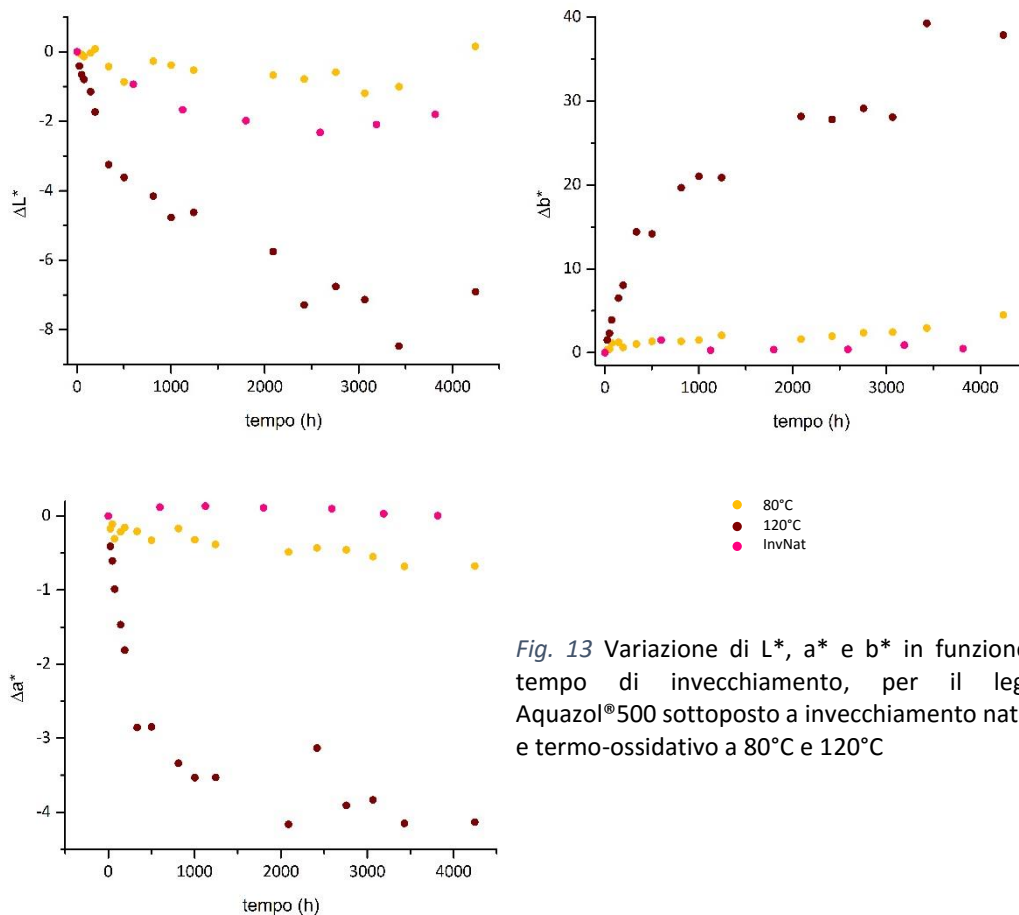 0
-2
-4
-6
-8
ΔL*
0 1000 2000 3000 4000
tempo (h)
40
30
20
10
0
Δb*
0 1000 2000 3000 4000
tempo (h)
0
-1
-2
-3
-4
Δa*
0 1000 2000 3000 4000
tempo (h)
80°C
120°C
InvNat
Fig. 13 Variazione di L*, a* e b* in funzione
tempo di invecchiamento, per il leg
Aquazol®500 sottoposto a invecchiamento nat
e termo-ossidativo a 80°C e 120°C